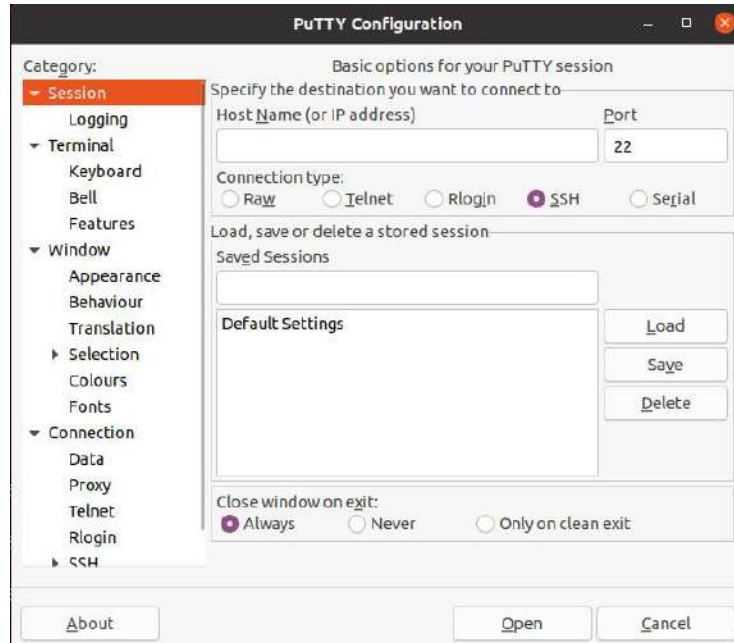 PuTTY Configuration
Category:
Session
Logging
Terminal
Keyboard
Bell
Features
Window
Appearance
Behaviour
Translation
Selection
Colours
Fonts
Connection
Data
Proxy
Telnet
Rlogin
SSH
Basic options for your PuTTY session
Specify the destination you want to connect to
Host Name (or IP address) Port
22
Connection type:
Raw Telnet Rlogin SSH Serial
Load, save or delete a stored session
Saved Sessions
Default Settings
Load
Save
Delete
Close window on exit:
Always Never Only on clean exit
About Open Cancel